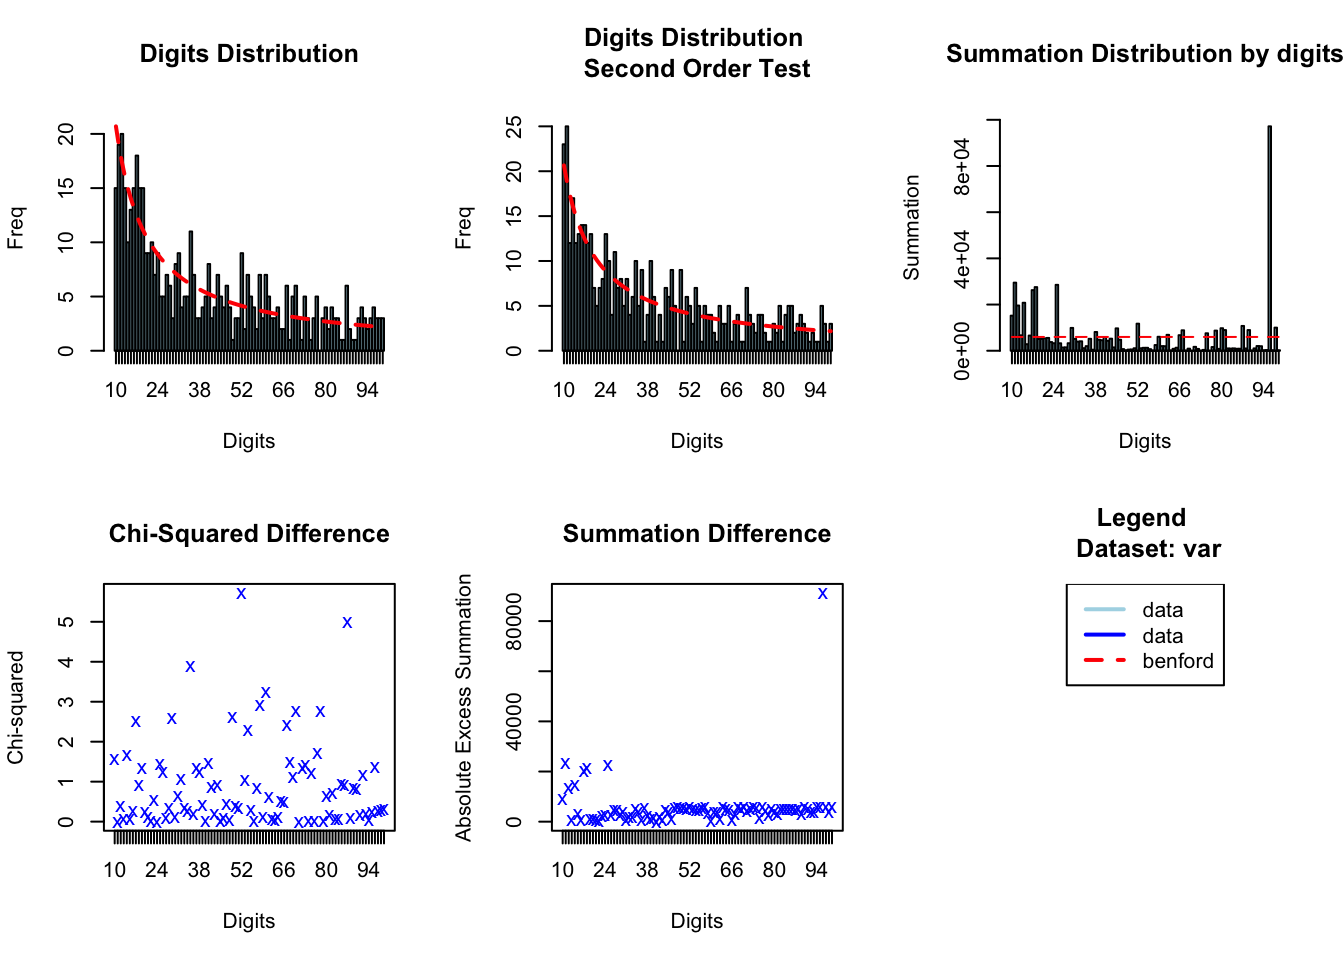 Digits Distribution
Freq
0 5 10 15 20
10 24 38 52 66 80 94
Digits
Digits Distribution
Second Order Test
Freq
0 5 10 15 20 25
10 24 38 52 66 80 94
Digits
Summation Distribution by digits
Summation
0e+00 4e+04 8e+04
10 24 38 52 66 80 94
Digits
Chi-Squared Difference
Chi-squared
0 1 2 3 4 5
10 24 38 52 66 80 94
Digits
Summation Difference
Absolute Excess Summation
0 40000 80000
10 24 38 52 66 80 94
Digits
Legend
Dataset: var
data
data
benford